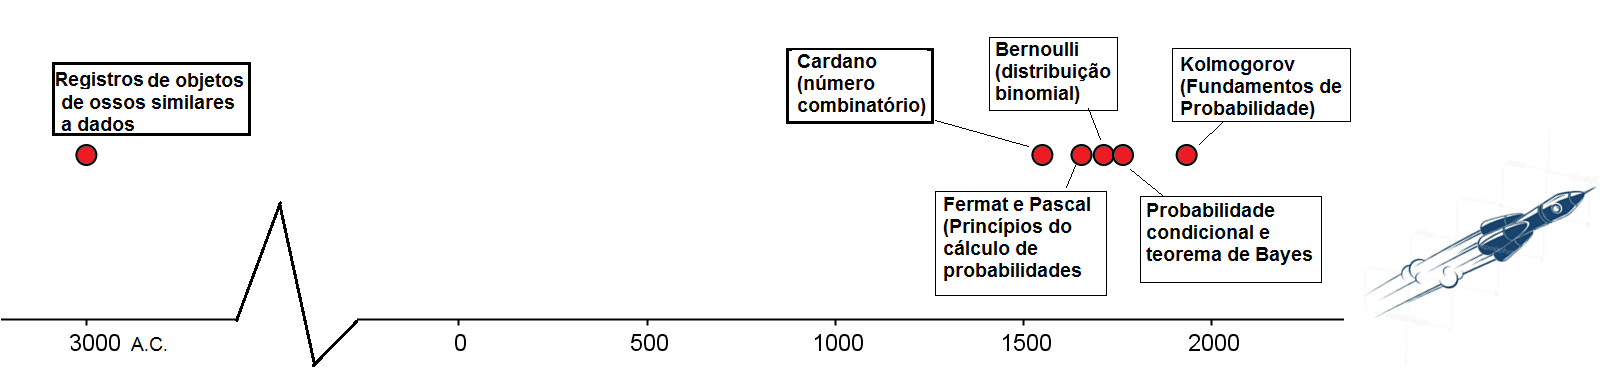 Registros de objetos
de ossos similares
a dados
Cardano
(número
combinatório)
Bernoulli
(distribuição
binomial)
Kolmogorov
(Fundamentos de
Probabilidade)
Fermat e Pascal
(Princípios do
cálculo de
probabilidades
Probabilidade
condicional e
teorema de Bayes
3000 A.C.
0
500
1000
1500
2000